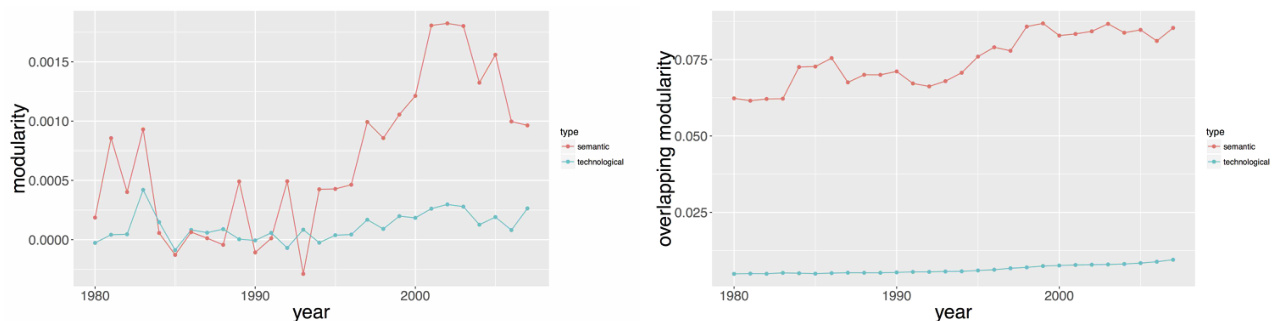 modularity
0.0015
0.0010
0.0005
0.0000
1980
1990
2000
year
type
semantic
technological
overlapping modularity
0.075
0.050
0.025
1980
1990
2000
year
type
semantic
technological